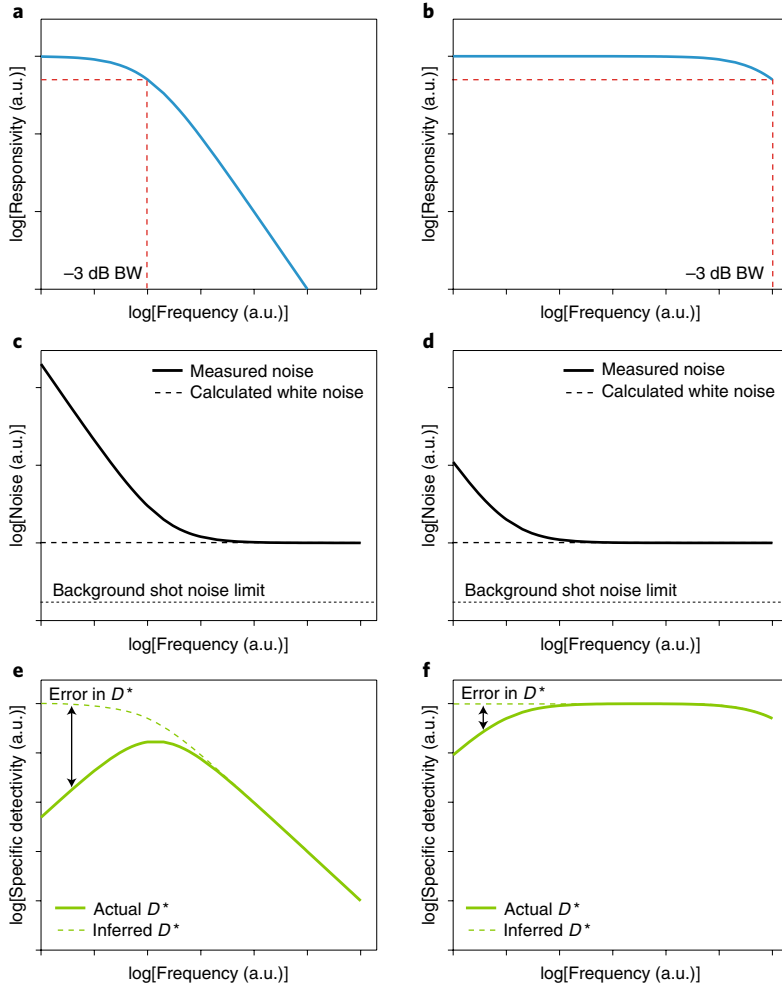 a
log[Responsivity (a.u.)]
–3 dB BW
log[Frequency (a.u.)]
b
log[Responsivity (a.u.)]
–3 dB BW
log[Frequency (a.u.)]
c
log[Noise (a.u.)]
Measured noise
Calculated white noise
Background shot noise limit
log[Frequency (a.u.)]
d
log[Noise (a.u.)]
Measured noise
Calculated white noise
Background shot noise limit
log[Frequency (a.u.)]
e
log[Specific detectivity (a.u.)]
Error in D*
Actual D*
Inferred D*
log[Frequency (a.u.)]
f
log[Specific detectivity (a.u.)]
Error in D*
Actual D*
Inferred D*
log[Frequency (a.u.)]